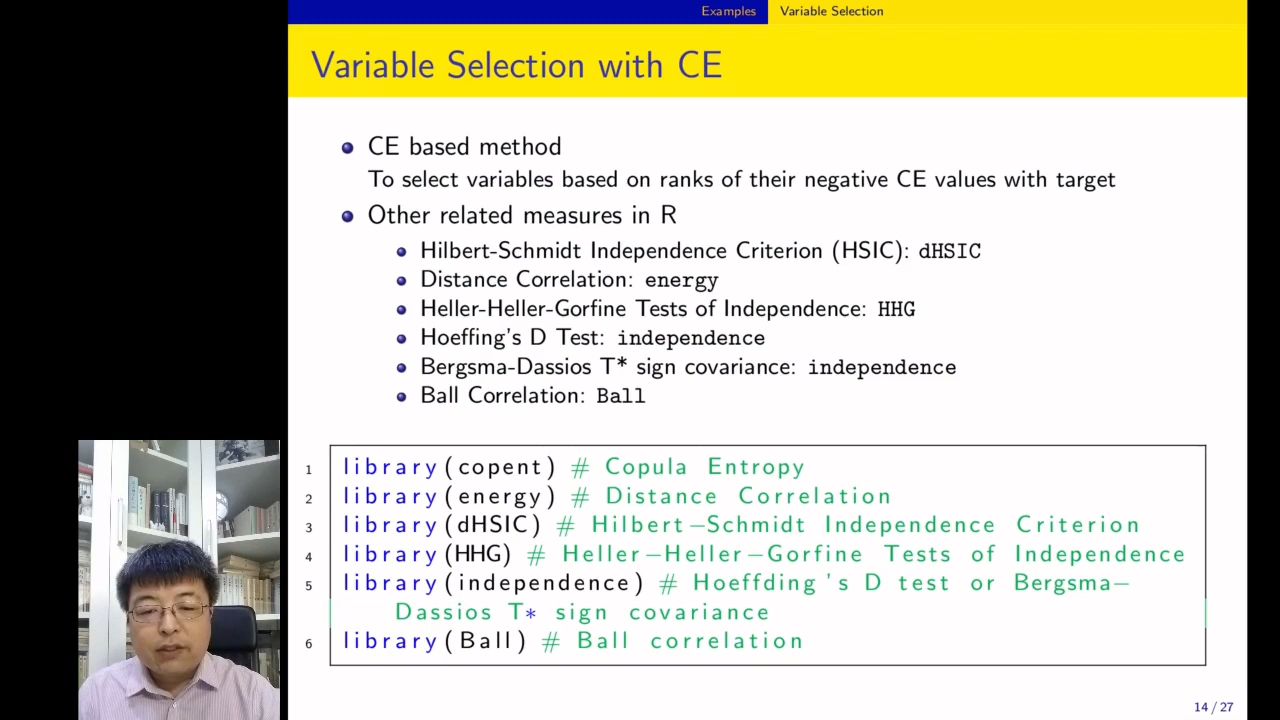 Examples Variable Selection
Variable Selection with CE
CE based method
To select variables based on ranks of their negative CE values with target
Other related measures in R
Hilbert-Schmidt Independence Criterion (HSIC): dHSIC
Distance Correlation: energy
Heller-Heller-Gorfine Tests of Independence: HHG
Hoeffing's D Test: independence
Bergsma-Dassios T* sign covariance: independence
Ball Correlation: Ball
1 library(copent) # Copula Entropy
2 library(energy) # Distance Correlation
3 library(dHSIC) # Hilbert-Schmidt Independence Criterion
4 library(HHG) # Heller-Heller-Gorfine Tests of Independence
5 library(independence) # Hoeffding's D test or Bergsma-
Dassios T* sign covariance
6 library(Ball) # Ball correlation
14 / 27